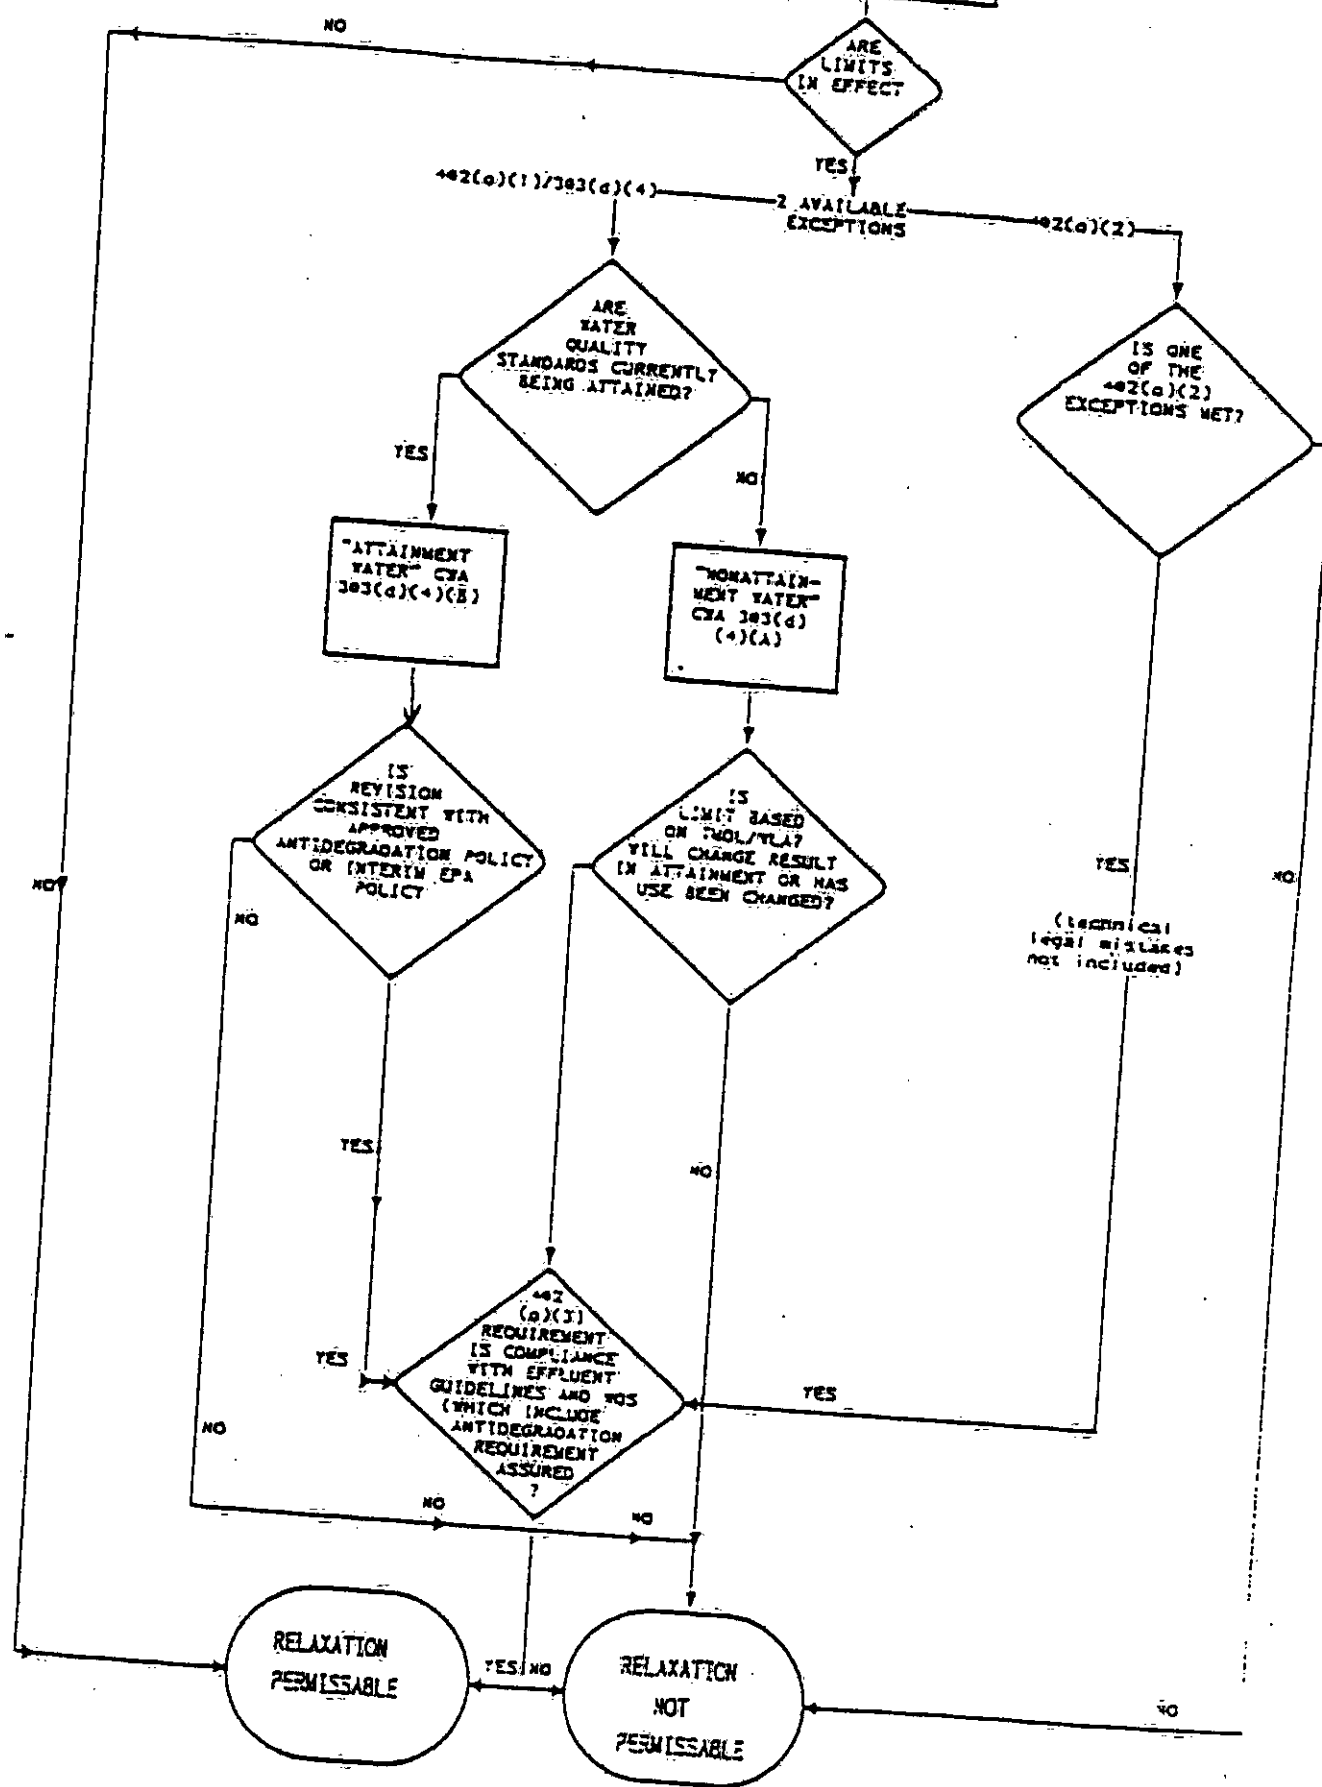 NO
ARE
LIMITS
IN EFFECT
YES
402(o)(1)/303(d)(4)
2 AVAILABLE
EXCEPTIONS
402(o)(2)
ARE
WATER
QUALITY
STANDARDS CURRENTLY
BEING ATTAINED?
IS ONE
OF THE
402(o)(2)
EXCEPTIONS MET?
YES
NO
"ATTAINMENT
WATER" CWA
303(d)(4)(B)
"NONATTAIN-
MENT WATER"
CWA 303(d)
(4)(A)
IS
REVISION
CONSISTENT WITH
APPROVED
ANTIDEGRADATION POLICY
OR INTERIM EPA
POLICY
IS
LIMIT BASED
ON TMDL/WLA?
WILL CHANGE RESULT
IN ATTAINMENT OR HAS
USE BEEN CHANGED?
NO
NO
YES
NO
(technical
legal mistakes
not included)
YES
NO
402
(o)(3)
REQUIREMENT
IS COMPLIANCE
WITH EFFLUENT
GUIDELINES AND WQS
(WHICH INCLUDE
ANTIDEGRADATION
REQUIREMENT
ASSURED
?
YES
YES
NO
NO
NO
RELAXATION
PERMISSABLE
YES NO
RELAXATION
NOT
PERMISSABLE
NO